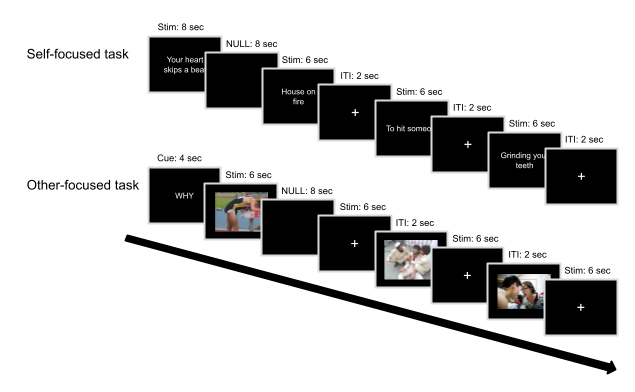 Stim: 8 sec
Self-focused task
NULL: 8 sec
Your heart
skips a bea
Stim: 6 sec
House on
fire
ITI: 2 sec
+
Stim: 6 sec
To hit someo
ITI: 2 sec
+
Stim: 6 sec
Grinding you
teeth
ITI: 2 sec
+
Cue: 4 sec
Other-focused task
WHY
Stim: 6 sec
NULL: 8 sec
Stim: 6 sec
+
ITI: 2 sec
Stim: 6 sec
+
ITI: 2 sec
Stim: 6 sec
+